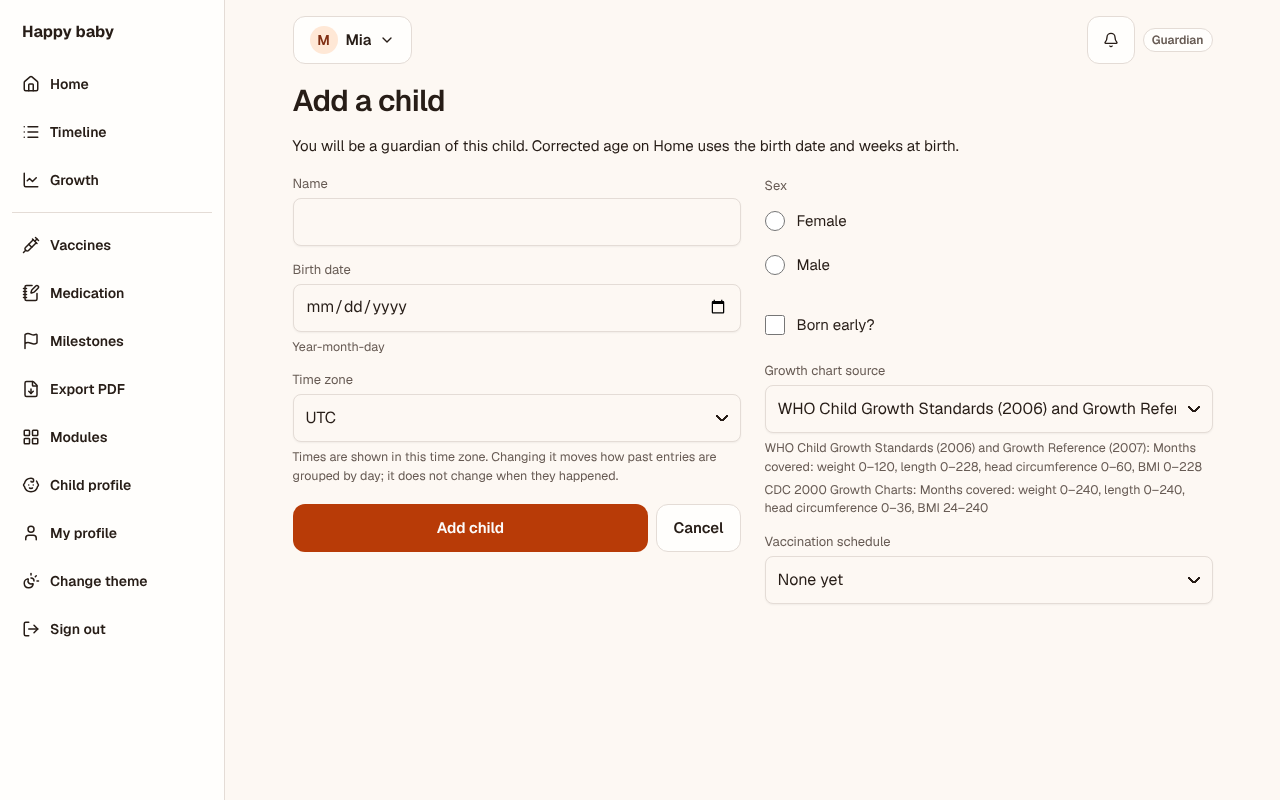 Happy baby
Home
Timeline
Growth
Vaccines
Medication
Milestones
Export PDF
Modules
Child profile
My profile
Change theme
Sign out
M Mia
Guardian
Add a child
You will be a guardian of this child. Corrected age on Home uses the birth date and weeks at birth.
Name
Birth date
mm/dd/yyyy
Year-month-day
Time zone
UTC
Times are shown in this time zone. Changing it moves how past entries are
grouped by day; it does not change when they happened.
Add child
Cancel
Sex
Female
Male
Born early?
Growth chart source
WHO Child Growth Standards (2006) and Growth Refer
WHO Child Growth Standards (2006) and Growth Reference (2007): Months
covered: weight 0–120, length 0–228, head circumference 0–60, BMI 0–228
CDC 2000 Growth Charts: Months covered: weight 0–240, length 0–240,
head circumference 0–36, BMI 24–240
Vaccination schedule
None yet